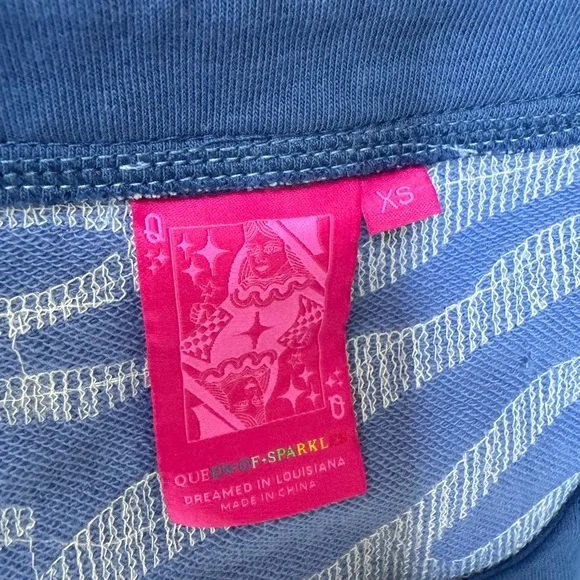 Q
XS
QUEEN·OF·SPARKLES
DREAMED IN LOUISIANA
MADE IN CHINA
Q